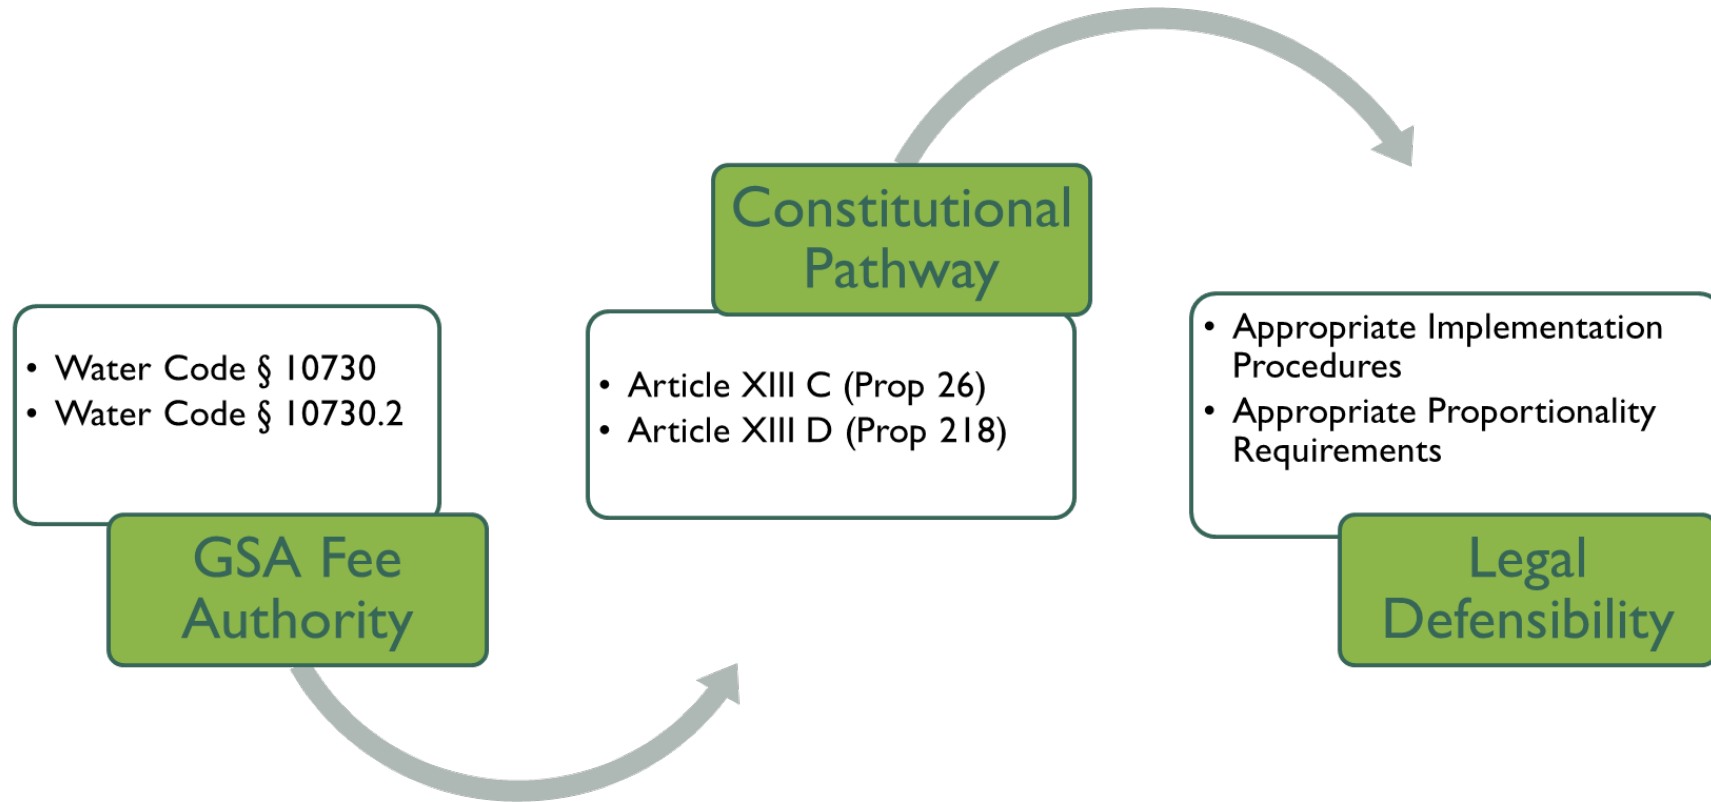 • Water Code § 10730
• Water Code § 10730.2
GSA Fee
Authority
Constitutional
Pathway
• Article XIII C (Prop 26)
• Article XIII D (Prop 218)
• Appropriate Implementation
Procedures
• Appropriate Proportionality
Requirements
Legal
Defensibility